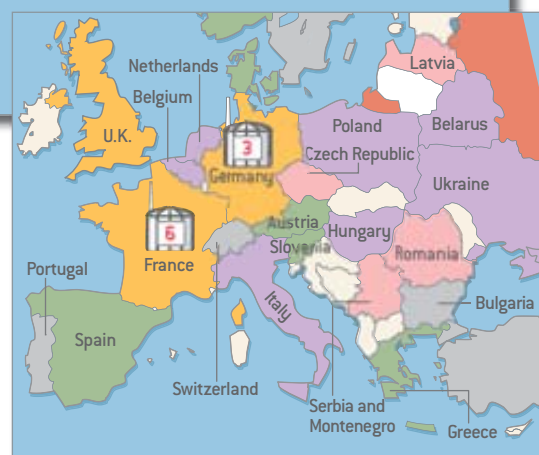 Netherlands
Latvia
Belgium
U.K.
Poland
Belarus
3
Czech Republic
Germany
Ukraine
6
Austria
Hungary
Slovenia
Romania
France
Portugal
Italy
Bulgaria
Spain
Switzerland
Serbia and
Montenegro
Greece